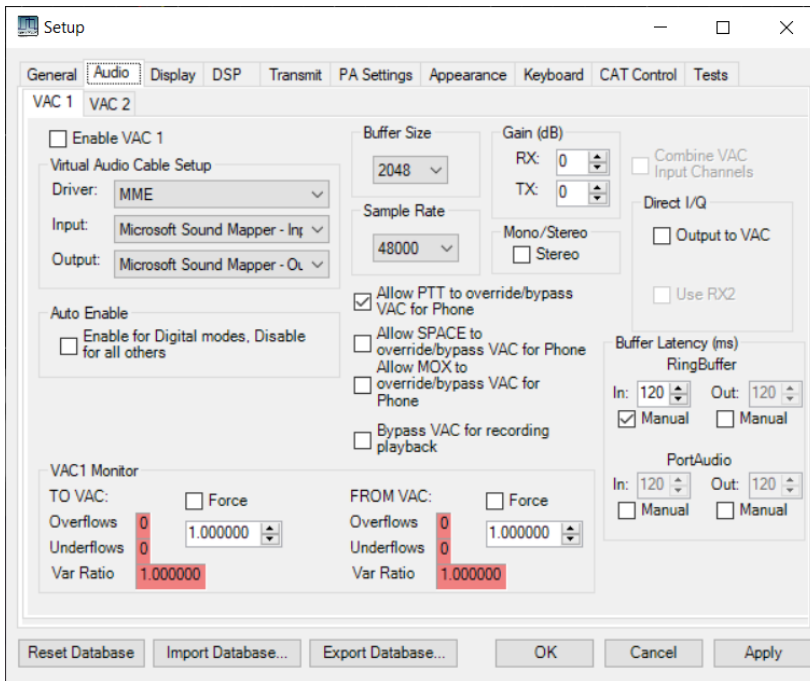 Setup
General Audio Display DSP Transmit PA Settings Appearance Keyboard CAT Control Tests
VAC 1 VAC 2
Enable VAC 1
Virtual Audio Cable Setup
Driver: MME
Input: Microsoft Sound Mapper - Inp
Output: Microsoft Sound Mapper - Ou
Auto Enable
Enable for Digital modes, Disable
for all others
Buffer Size
2048
Sample Rate
48000
Gain (dB)
RX: 0
TX: 0
Mono/Stereo
Stereo
Combine VAC
Input Channels
Direct I/Q
Output to VAC
Use RX2
Allow PTT to override/bypass
VAC for Phone
Allow SPACE to
override/bypass VAC for Phone
Allow MOX to
override/bypass VAC for
Phone
Bypass VAC for recording
playback
Buffer Latency (ms)
RingBuffer
In: 120 Out: 120
Manual Manual
PortAudio
In: 120 Out: 120
Manual Manual
VAC1 Monitor
TO VAC: Force
Overflows 0 1.000000
Underflows 0
Var Ratio 1.000000
FROM VAC: Force
Overflows 0 1.000000
Underflows 0
Var Ratio 1.000000
Reset Database Import Database... Export Database... OK Cancel Apply